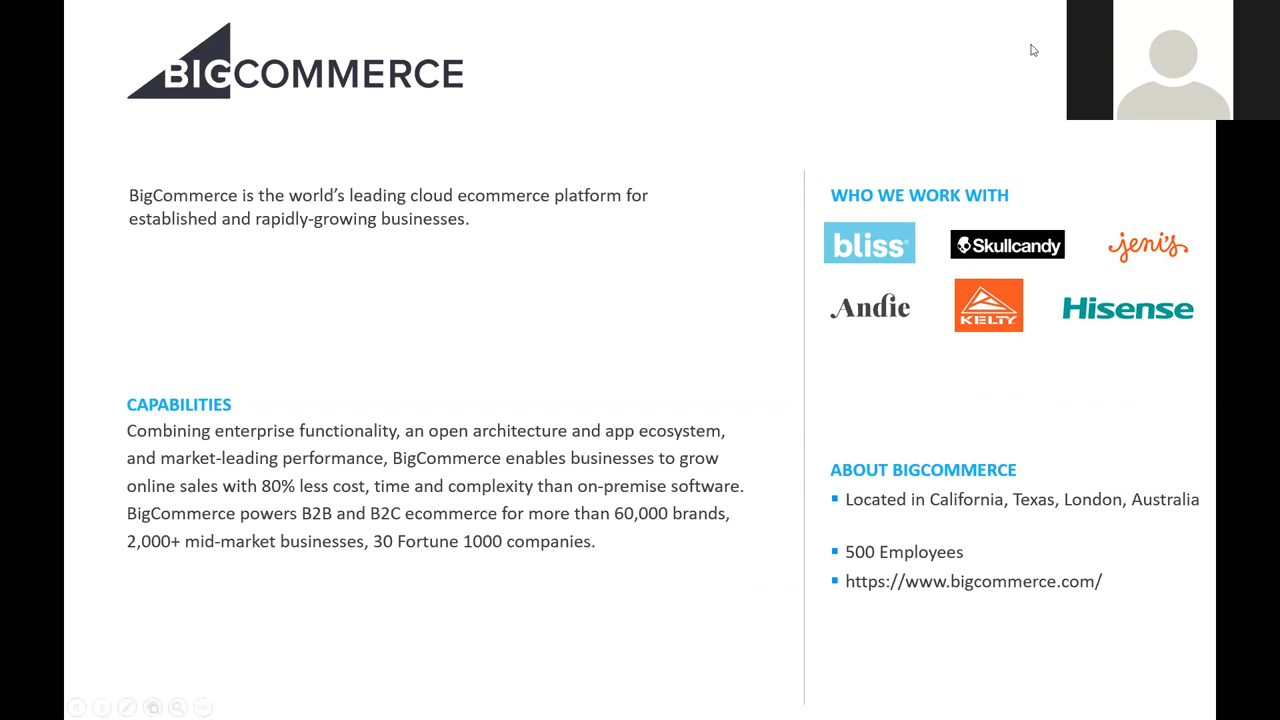 BIGCOMMERCE
BigCommerce is the world's leading cloud ecommerce platform for
established and rapidly-growing businesses.
CAPABILITIES
Combining enterprise functionality, an open architecture and app ecosystem,
and market-leading performance, BigCommerce enables businesses to grow
online sales with 80% less cost, time and complexity than on-premise software.
BigCommerce powers B2B and B2C ecommerce for more than 60,000 brands,
2,000+ mid-market businesses, 30 Fortune 1000 companies.
WHO WE WORK WITH
bliss® Skullcandy jeni's
Andie KELTY Hisense
ABOUT BIGCOMMERCE
▪ Located in California, Texas, London, Australia
▪ 500 Employees
▪ https://www.bigcommerce.com/